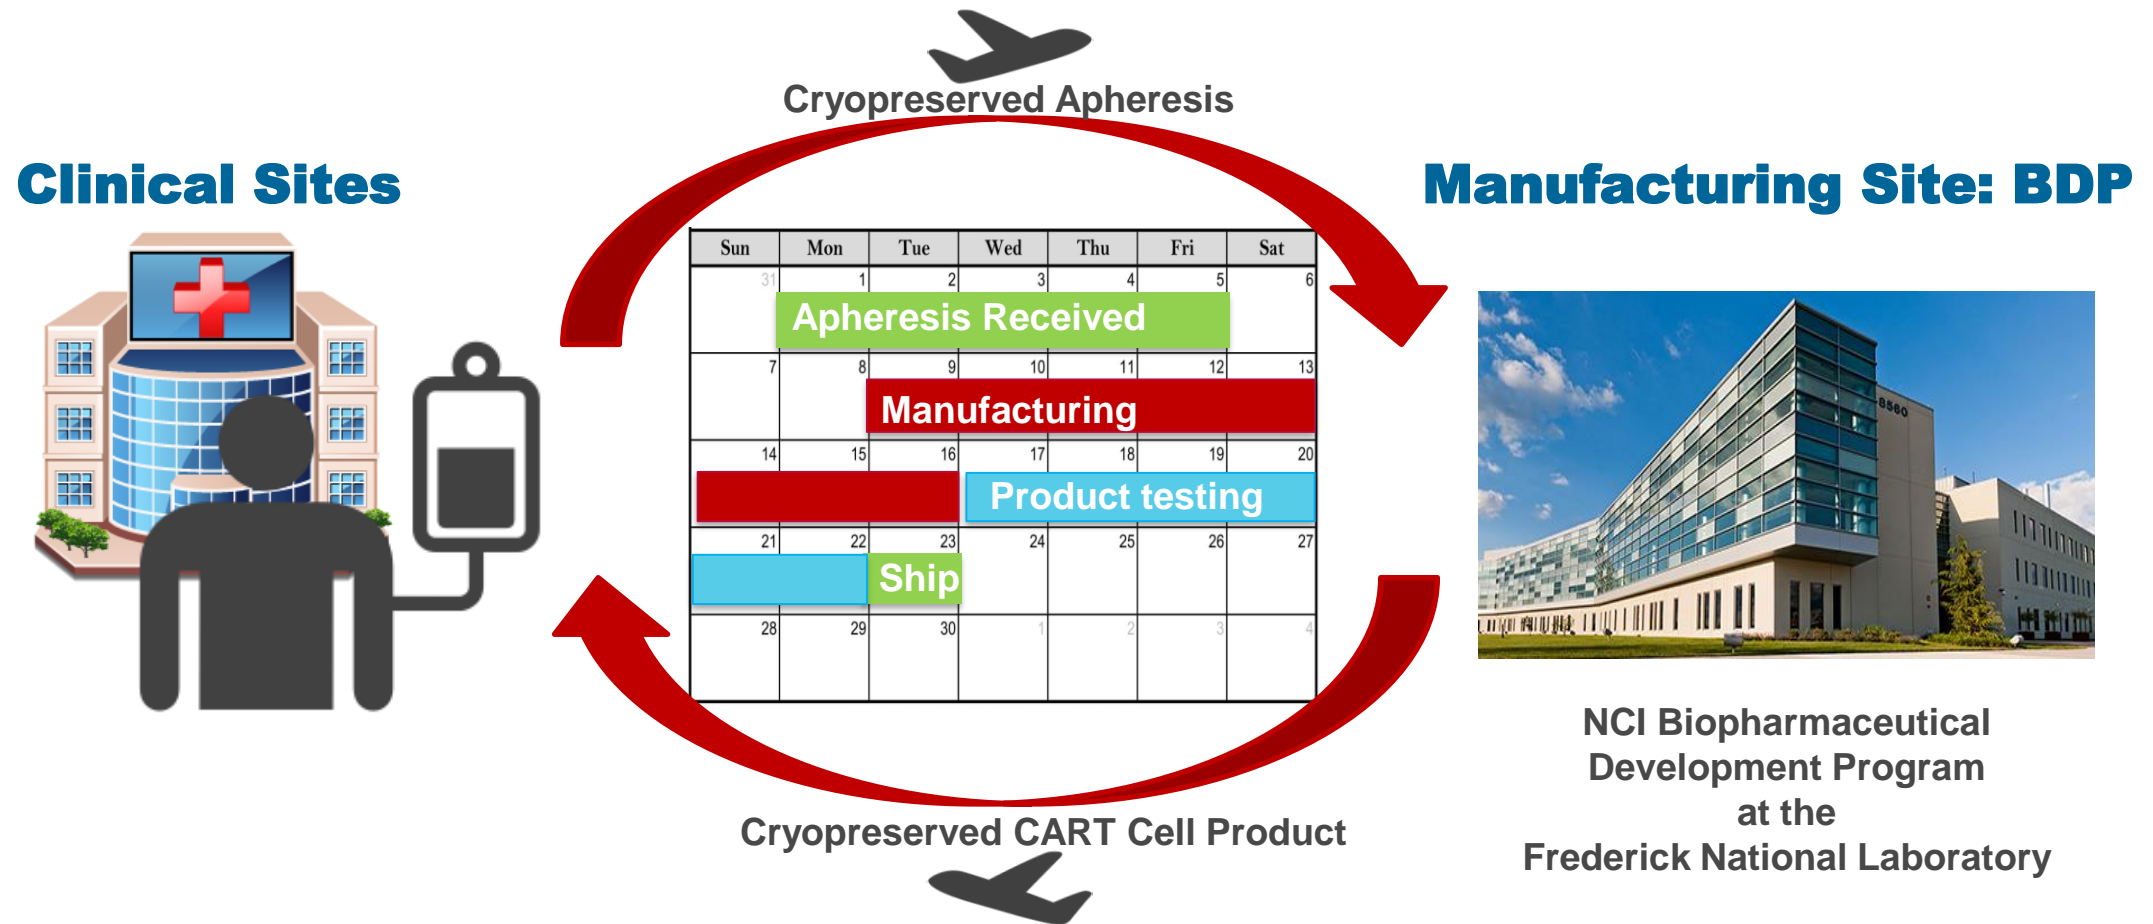 Cryopreserved Apheresis
Clinical Sites
Manufacturing Site: BDP
Sun Mon Tue Wed Thu Fri Sat
31 1 2 3 4 5 6
Apheresis Received
7 8 9 10 11 12 13
Manufacturing
14 15 16 17 18 19 20
Product testing
21 22 23 24 25 26 27
Ship
28 29 30 1 2 3 4
8560
NCI Biopharmaceutical
Development Program
at the
Frederick National Laboratory
Cryopreserved CART Cell Product